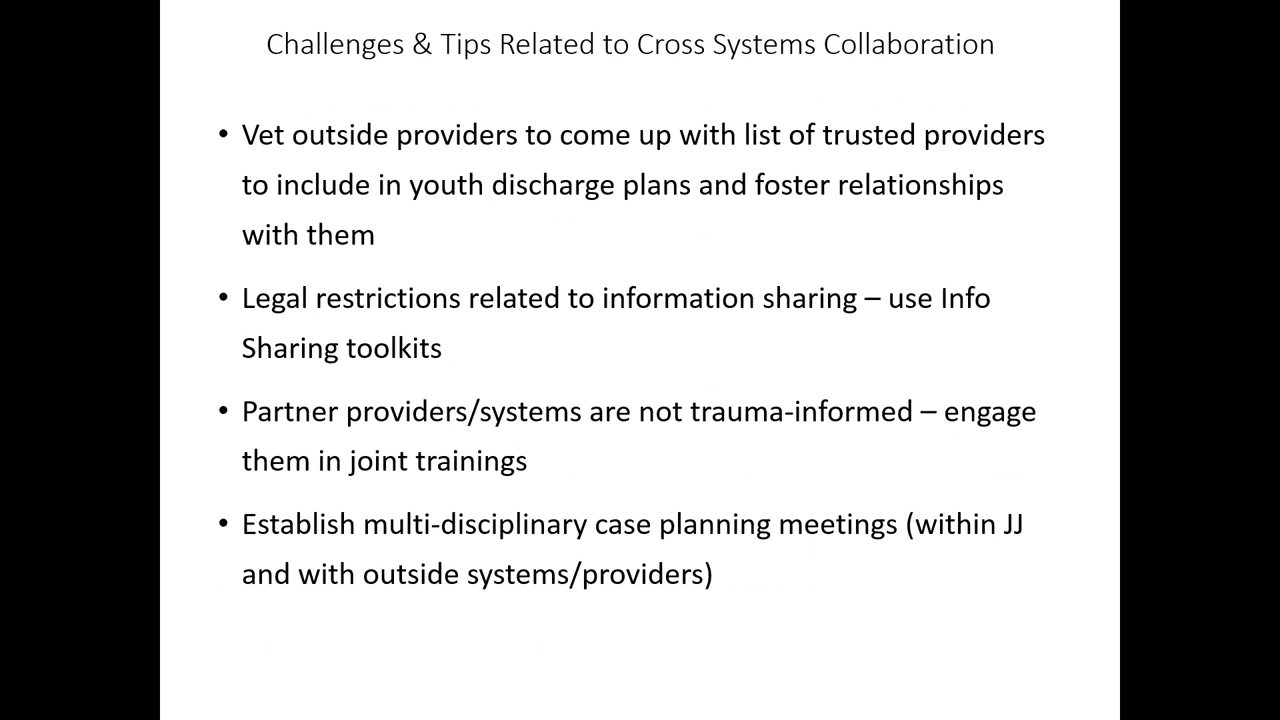 Challenges & Tips Related to Cross Systems Collaboration
• Vet outside providers to come up with list of trusted providers
to include in youth discharge plans and foster relationships
with them
• Legal restrictions related to information sharing – use Info
Sharing toolkits
• Partner providers/systems are not trauma-informed – engage
them in joint trainings
• Establish multi-disciplinary case planning meetings (within JJ
and with outside systems/providers)